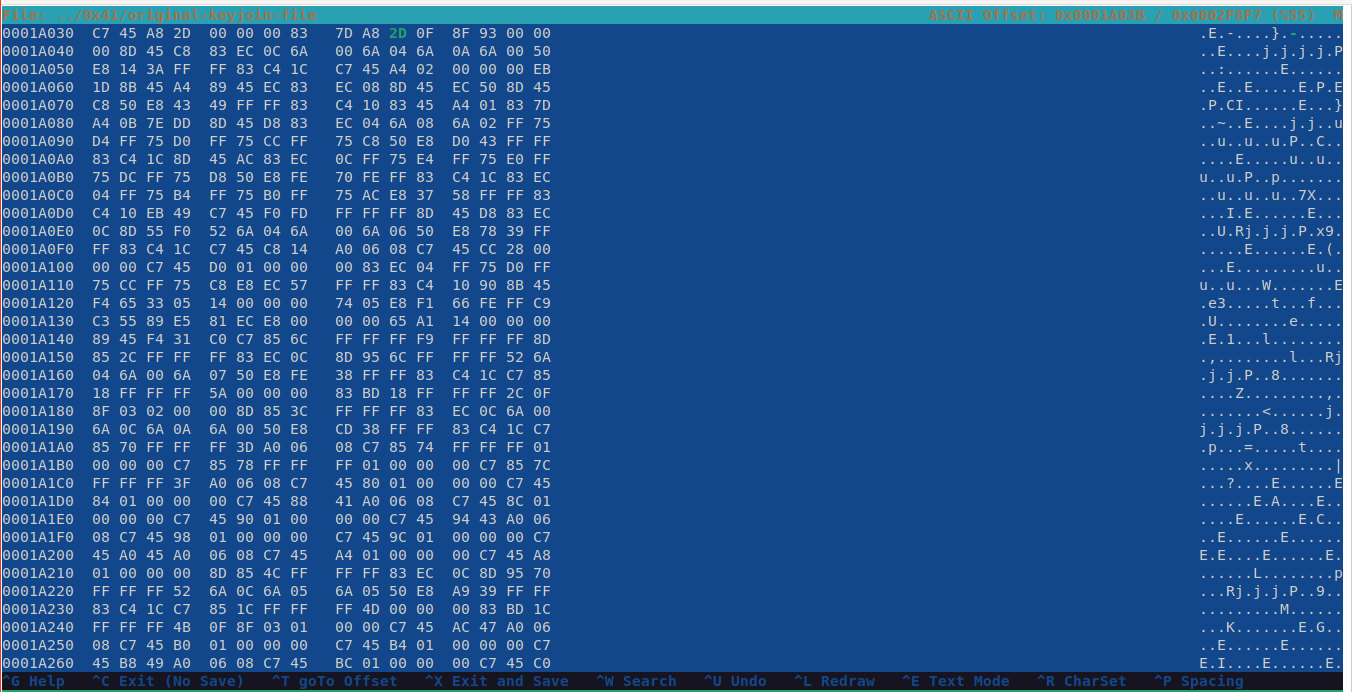 File: ../0x41/original-keyjoin-file ASCII Offset: 0x0001A03B / 0x0002F8F7 (%55) M
0001A030 C7 45 A8 2D 00 00 00 83 7D A8 2D 0F 8F 93 00 00 .E.-....}.-.....
0001A040 00 8D 45 C8 83 EC 0C 6A 00 6A 04 6A 0A 6A 00 50 ..E....j.j.j.j.P
0001A050 E8 14 3A FF FF 83 C4 1C C7 45 A4 02 00 00 00 EB ..:......E......
0001A060 1D 8B 45 A4 89 45 EC 83 EC 08 8D 45 EC 50 8D 45 ..E..E.....E.P.E
0001A070 C8 50 E8 43 49 FF FF 83 C4 10 83 45 A4 01 83 7D .P.CI......E...}
0001A080 A4 0B 7E DD 8D 45 D8 83 EC 04 6A 08 6A 02 FF 75 ..~..E....j.j..u
0001A090 D4 FF 75 D0 FF 75 CC FF 75 C8 50 E8 D0 43 FF FF ..u..u..u.P..C..
0001A0A0 83 C4 1C 8D 45 AC 83 EC 0C FF 75 E4 FF 75 E0 FF ....E.....u..u..
0001A0B0 75 DC FF 75 D8 50 E8 FE 70 FE FF 83 C4 1C 83 EC u..u.P..p.......
0001A0C0 04 FF 75 B4 FF 75 B0 FF 75 AC E8 37 58 FF FF 83 ..u..u..u..7X...
0001A0D0 C4 10 EB 49 C7 45 F0 FD FF FF FF 8D 45 D8 83 EC ...I.E......E...
0001A0E0 0C 8D 55 F0 52 6A 04 6A 00 6A 06 50 E8 78 39 FF ..U.Rj.j.j.P.x9.
0001A0F0 FF 83 C4 1C C7 45 C8 14 A0 06 08 C7 45 CC 28 00 .....E......E.(.
0001A100 00 00 C7 45 D0 01 00 00 00 83 EC 04 FF 75 D0 FF ...E.........u..
0001A110 75 CC FF 75 C8 E8 EC 57 FF FF 83 C4 10 90 8B 45 u..u...W.......E
0001A120 F4 65 33 05 14 00 00 00 74 05 E8 F1 66 FE FF C9 .e3.....t...f...
0001A130 C3 55 89 E5 81 EC E8 00 00 00 65 A1 14 00 00 00 .U........e.....
0001A140 89 45 F4 31 C0 C7 85 6C FF FF FF F9 FF FF FF 8D .E.1...l........
0001A150 85 2C FF FF FF 83 EC 0C 8D 95 6C FF FF FF 52 6A .,........l...Rj
0001A160 04 6A 00 6A 07 50 E8 FE 38 FF FF 83 C4 1C C7 85 .j.j.P..8.......
0001A170 18 FF FF FF 5A 00 00 00 83 BD 18 FF FF FF 2C 0F ....Z.........,.
0001A180 8F 03 02 00 00 8D 85 3C FF FF FF 83 EC 0C 6A 00 .......<......j.
0001A190 6A 0C 6A 0A 6A 00 50 E8 CD 38 FF FF 83 C4 1C C7 j.j.j.P..8......
0001A1A0 85 70 FF FF FF 3D A0 06 08 C7 85 74 FF FF FF 01 .p...=.....t....
0001A1B0 00 00 00 C7 85 78 FF FF FF 01 00 00 00 C7 85 7C .....x.........|
0001A1C0 FF FF FF 3F A0 06 08 C7 45 80 01 00 00 00 C7 45 ...?....E......E
0001A1D0 84 01 00 00 00 C7 45 88 41 A0 06 08 C7 45 8C 01 ......E.A....E..
0001A1E0 00 00 00 C7 45 90 01 00 00 00 C7 45 94 43 A0 06 ....E......E.C..
0001A1F0 08 C7 45 98 01 00 00 00 C7 45 9C 01 00 00 00 C7 ..E......E......
0001A200 45 A0 45 A0 06 08 C7 45 A4 01 00 00 00 C7 45 A8 E.E....E......E.
0001A210 01 00 00 00 8D 85 4C FF FF FF 83 EC 0C 8D 95 70 ......L........p
0001A220 FF FF FF 52 6A 0C 6A 05 6A 05 50 E8 A9 39 FF FF ...Rj.j.j.P..9..
0001A230 83 C4 1C C7 85 1C FF FF FF 4D 00 00 00 83 BD 1C .........M......
0001A240 FF FF FF 4B 0F 8F 03 01 00 00 C7 45 AC 47 A0 06 ...K.......E.G..
0001A250 08 C7 45 B0 01 00 00 00 C7 45 B4 01 00 00 00 C7 ..E......E......
0001A260 45 B8 49 A0 06 08 C7 45 BC 01 00 00 00 C7 45 C0 E.I....E......E.
^G Help ^C Exit (No Save) ^T goTo Offset ^X Exit and Save ^W Search ^U Undo ^L Redraw ^E Text Mode ^R CharSet ^P Spacing